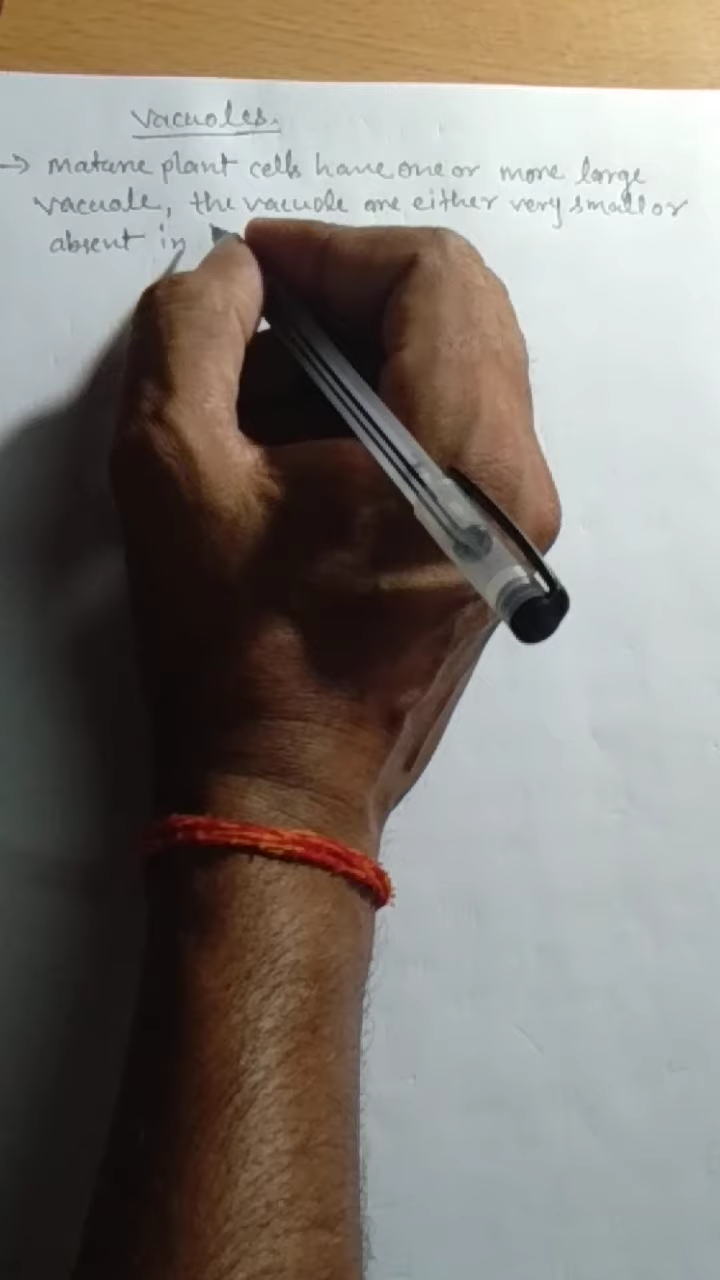 Vacuoles.
→ mature plant cells have one or more large
vacuole, the vacuole are either very small or
absent in